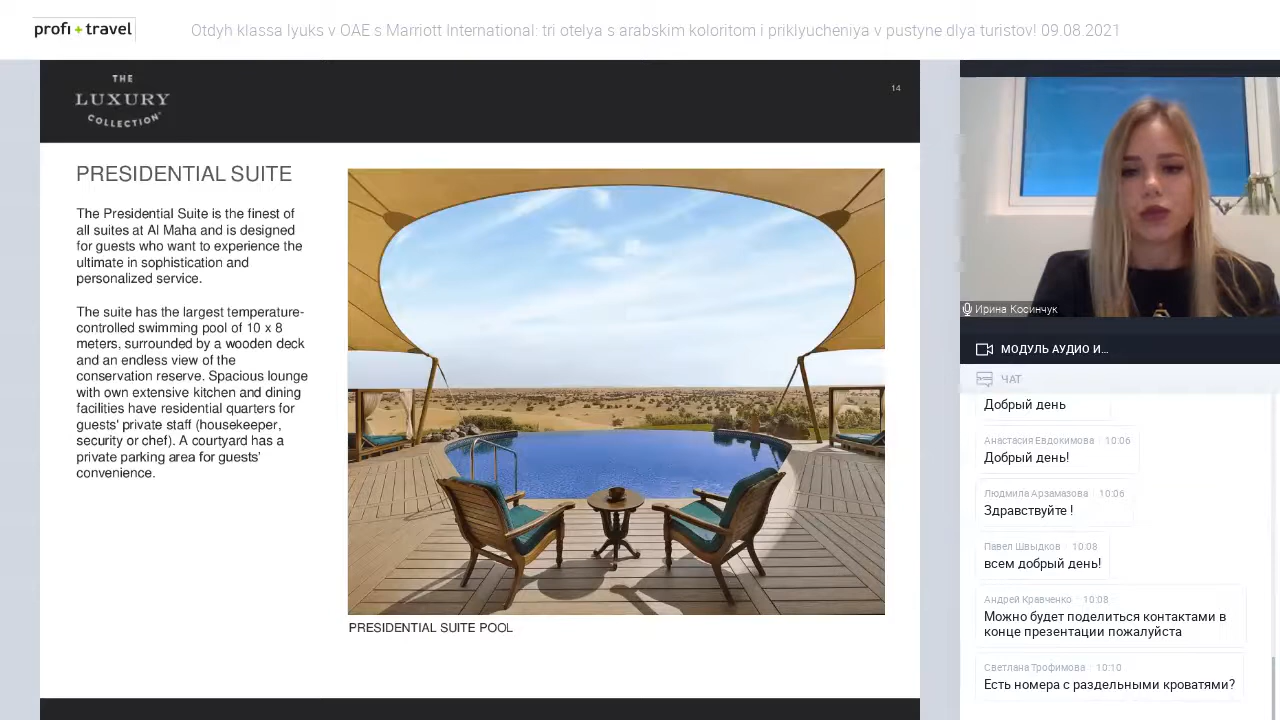 profi + travel
Otdyh klassa lyuks v OAE s Marriott International: tri otelya s arabskim koloritom i priklyucheniya v pustyne dlya turistov! 09.08.2021
THE
LUXURY
COLLECTION
14
PRESIDENTIAL SUITE
The Presidential Suite is the finest of
all suites at Al Maha and is designed
for guests who want to experience the
ultimate in sophistication and
personalized service.
The suite has the largest temperature-
controlled swimming pool of 10 x 8
meters, surrounded by a wooden deck
and an endless view of the
conservation reserve. Spacious lounge
with own extensive kitchen and dining
facilities have residential quarters for
guests' private staff (housekeeper,
security or chef). A courtyard has a
private parking area for guests'
convenience.
PRESIDENTIAL SUITE POOL
Ирина Косинчук
МОДУЛЬ АУДИО И...
ЧАТ
Добрый день
Анастасия Евдокимова 10:06
Добрый день!
Людмила Арзамазова 10:06
Здравствуйте !
Павел Швыдков 10:08
всем добрый день!
Андрей Кравченко 10:08
Можно будет поделиться контактами в
конце презентации пожалуйста
Светлана Трофимова 10:10
Есть номера с раздельными кроватями?